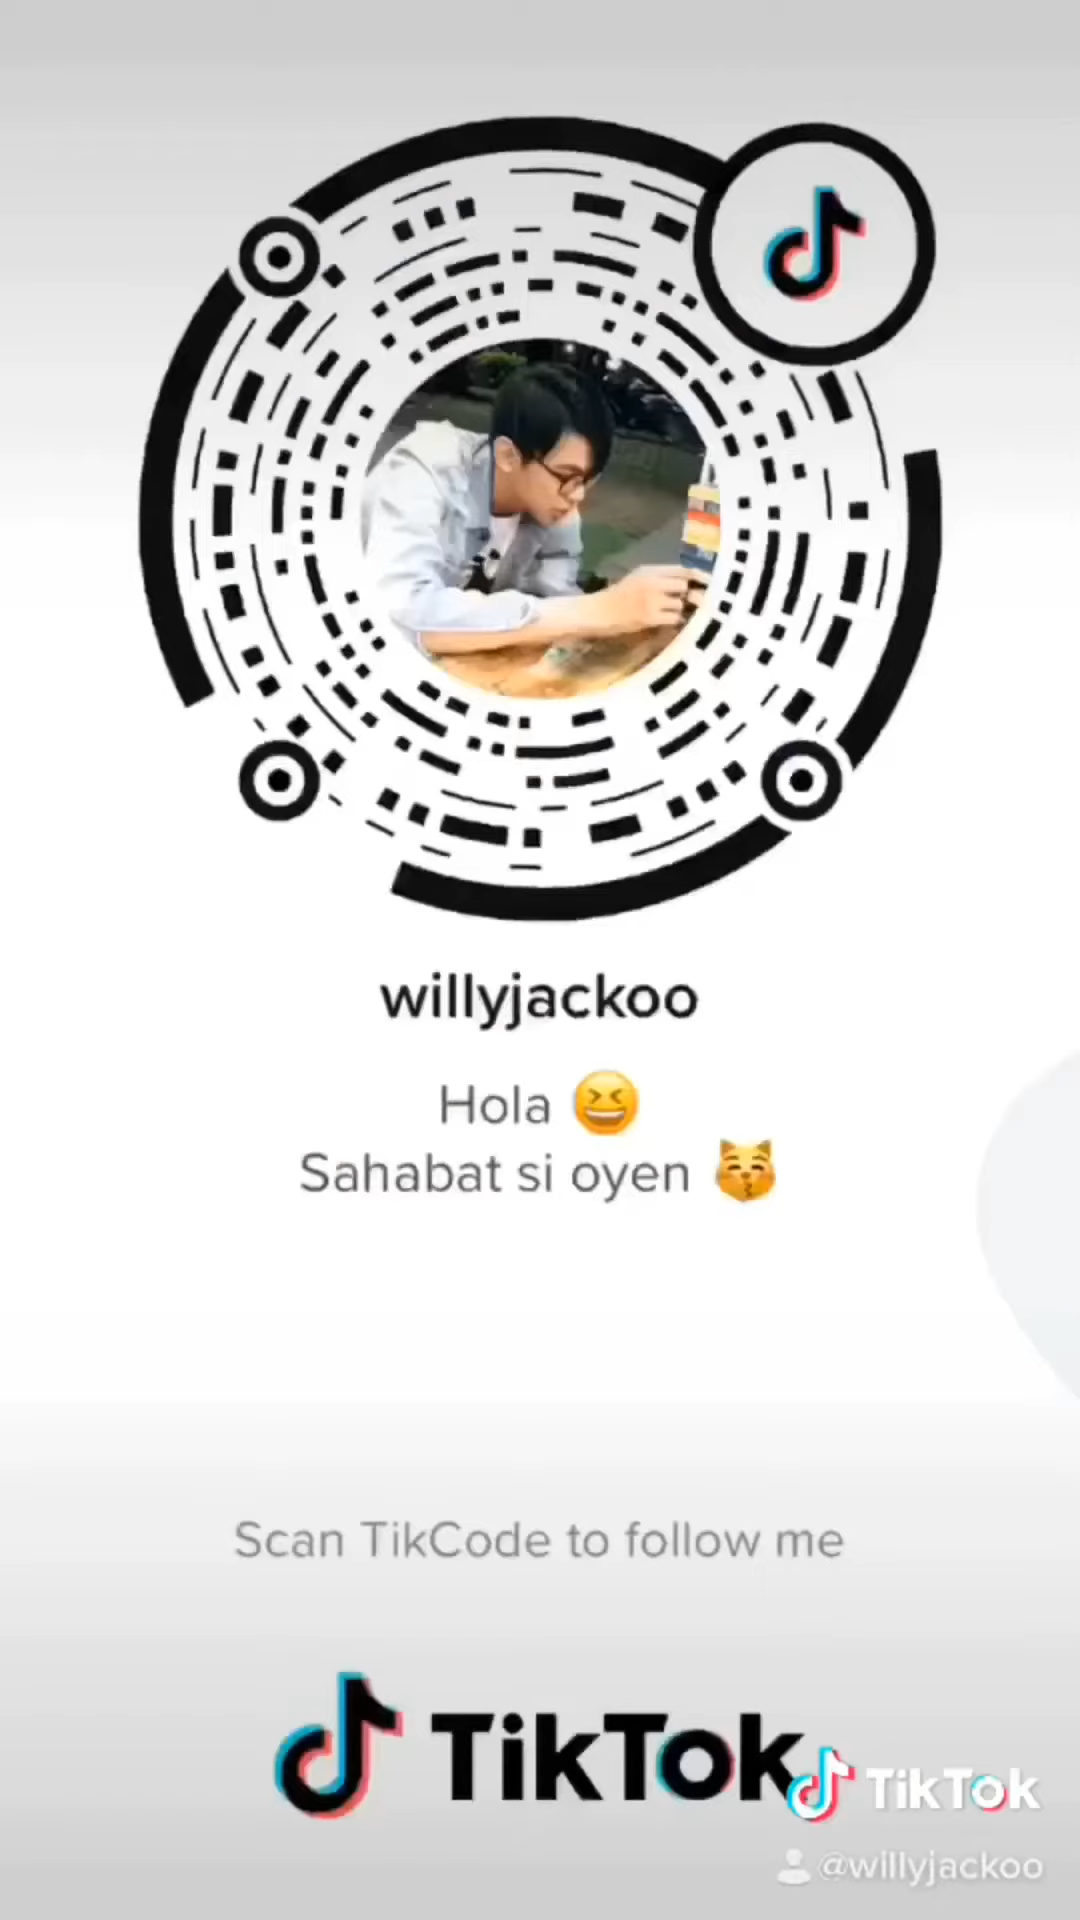 willyjackoo
Hola 😆
Sahabat si oyen 😽
Scan TikCode to follow me
TikTok
TikTok
@willyjackoo